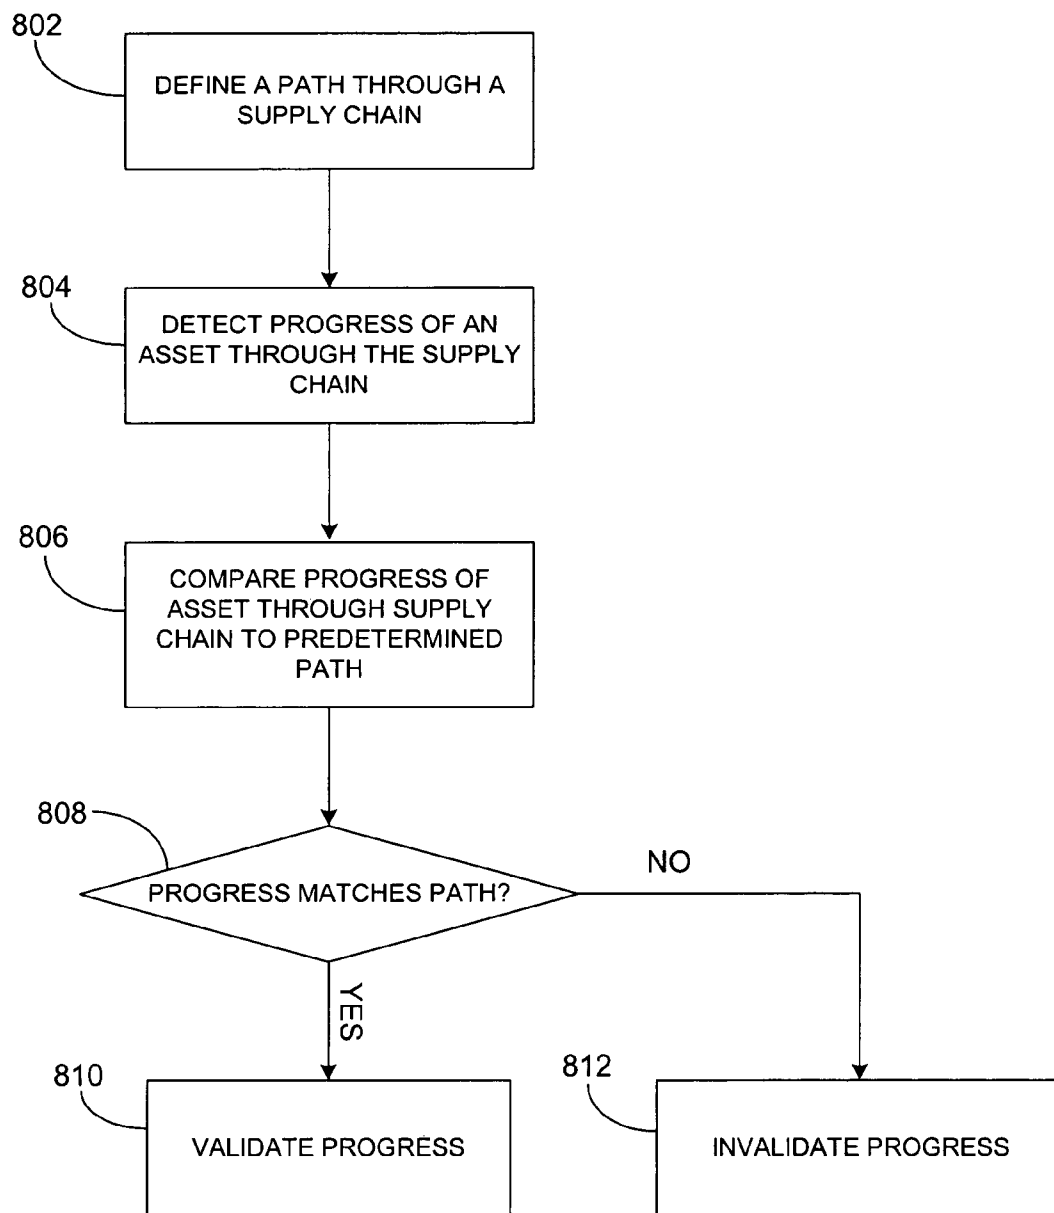 802
DEFINE A PATH THROUGH A
SUPPLY CHAIN
804
DETECT PROGRESS OF AN
ASSET THROUGH THE SUPPLY
CHAIN
806
COMPARE PROGRESS OF
ASSET THROUGH SUPPLY
CHAIN TO PREDETERMINED
PATH
808
PROGRESS MATCHES PATH?
NO
YES
810
VALIDATE PROGRESS
812
INVALIDATE PROGRESS